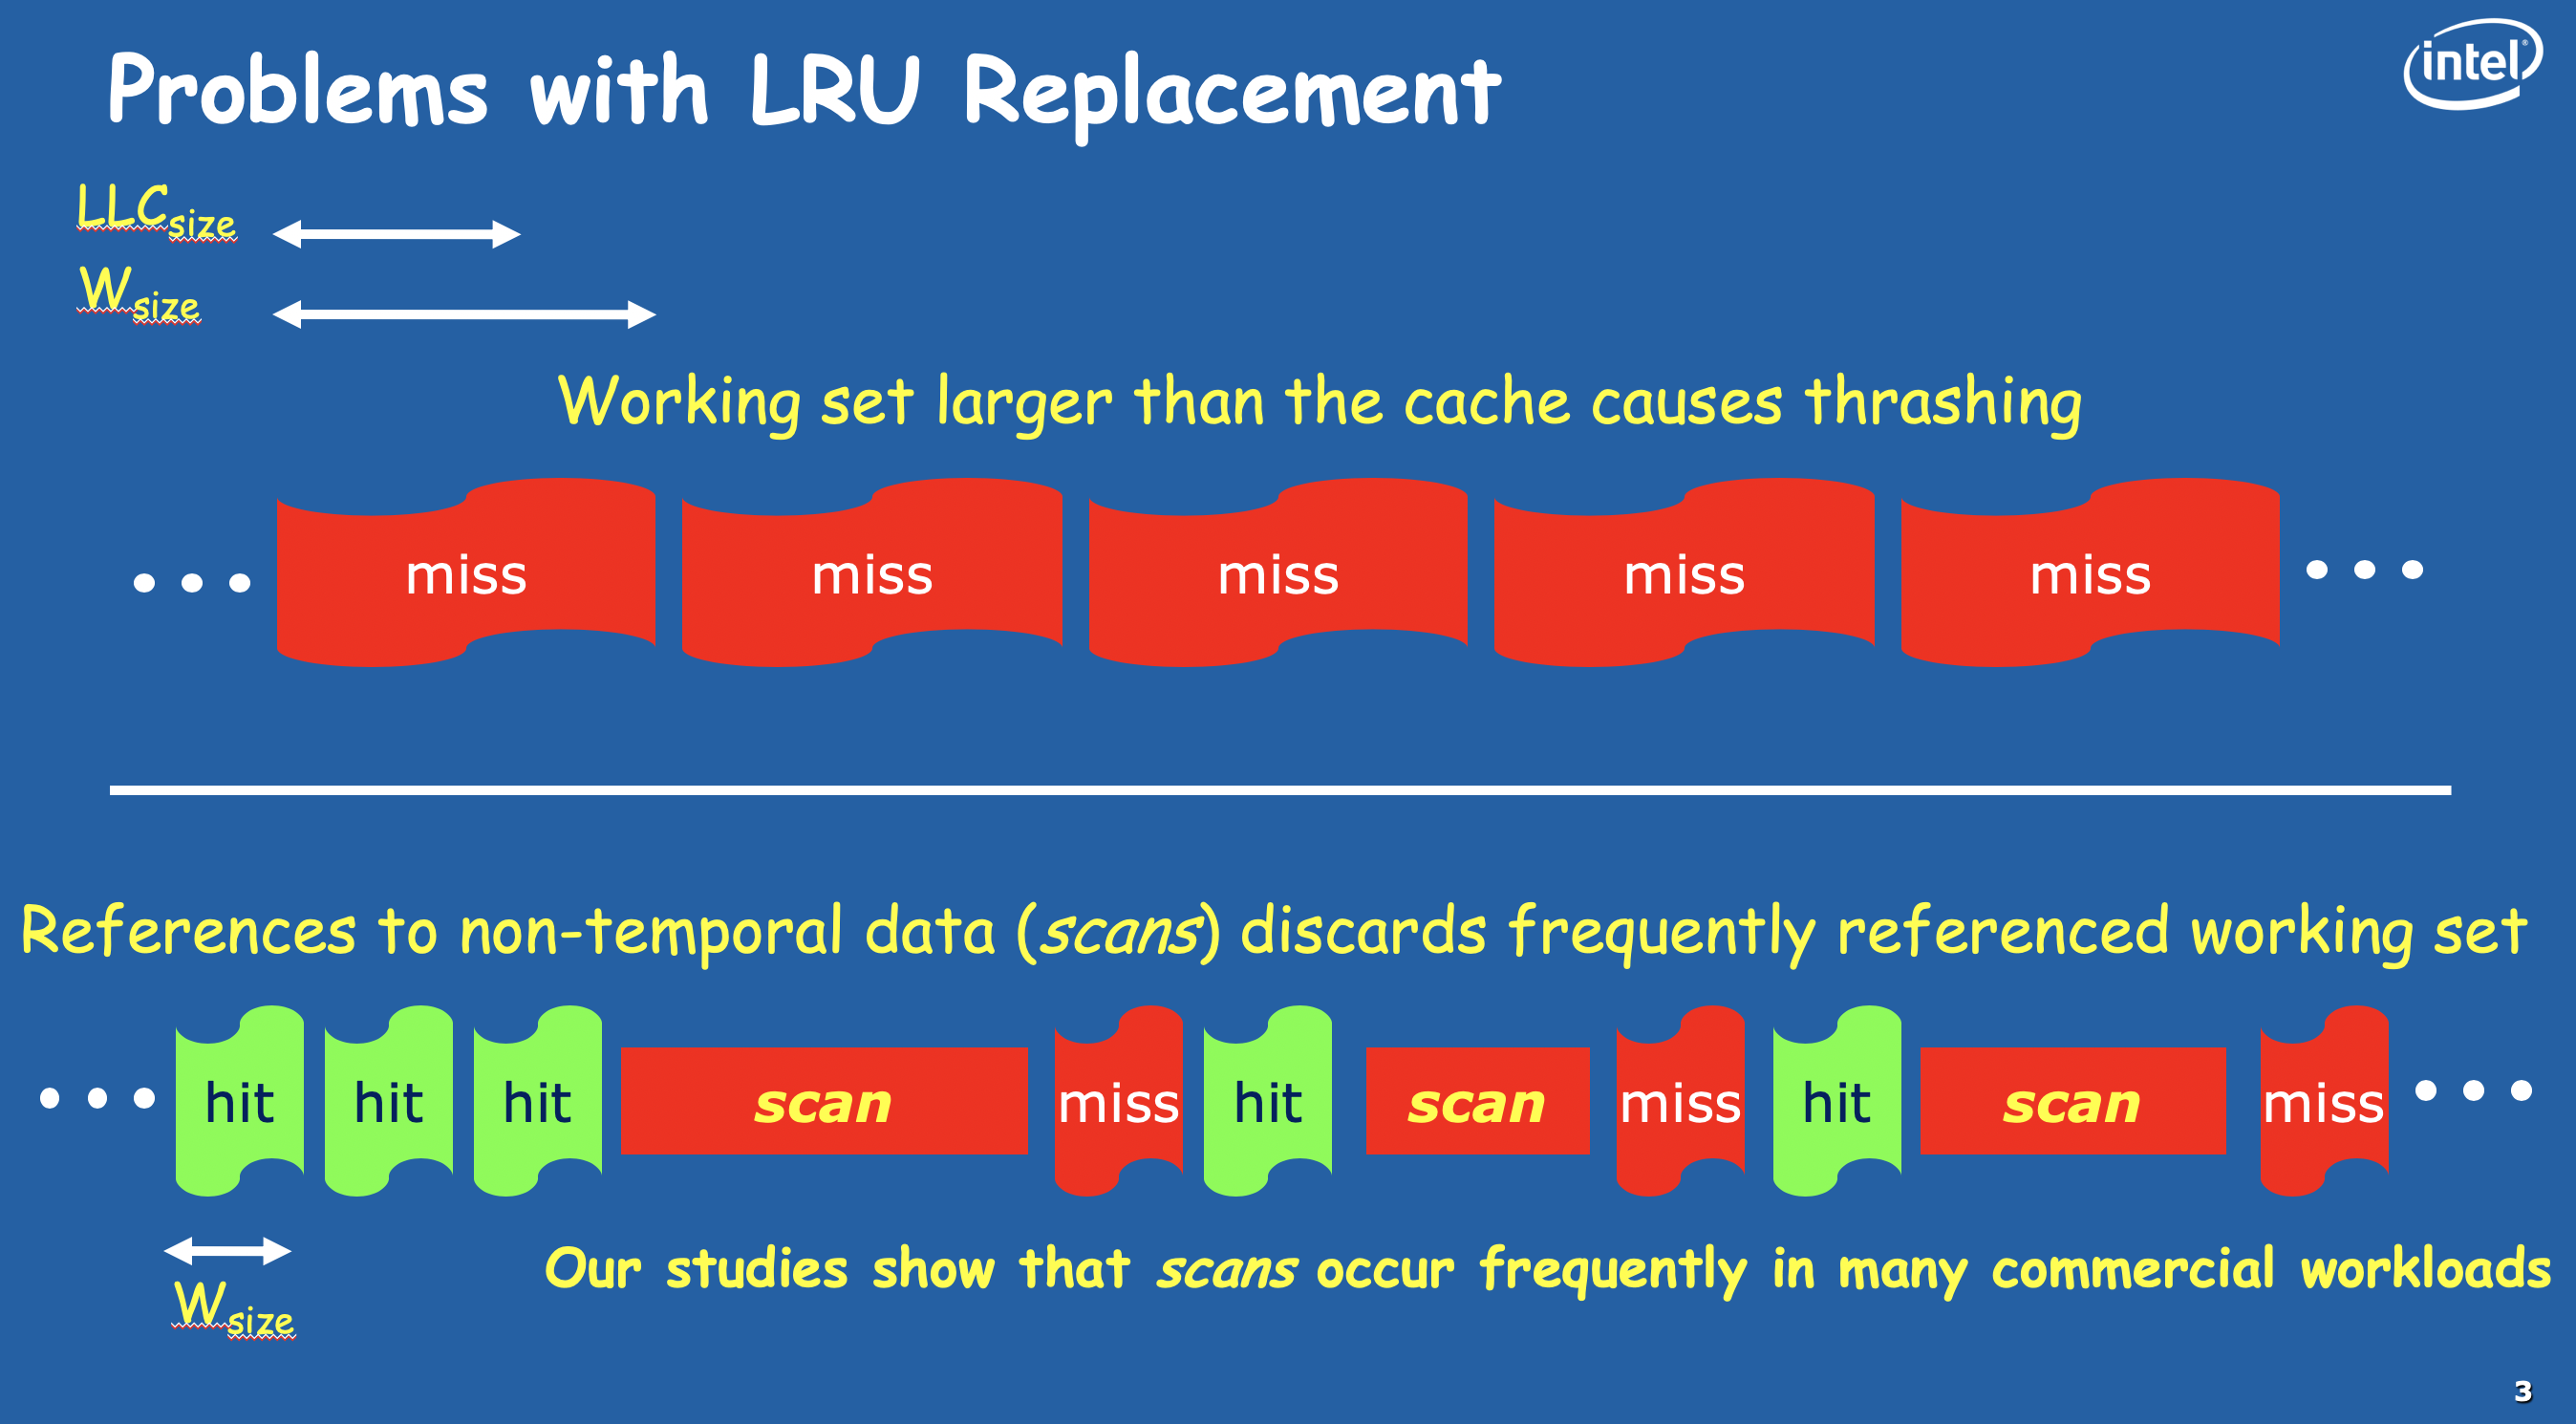 Problems with LRU Replacement
intel®
LLCsize
Wsize
Working set larger than the cache causes thrashing
miss miss miss miss miss
References to non-temporal data (scans) discards frequently referenced working set
hit hit hit scan miss hit scan miss hit scan miss
Wsize
Our studies show that scans occur frequently in many commercial workloads
3